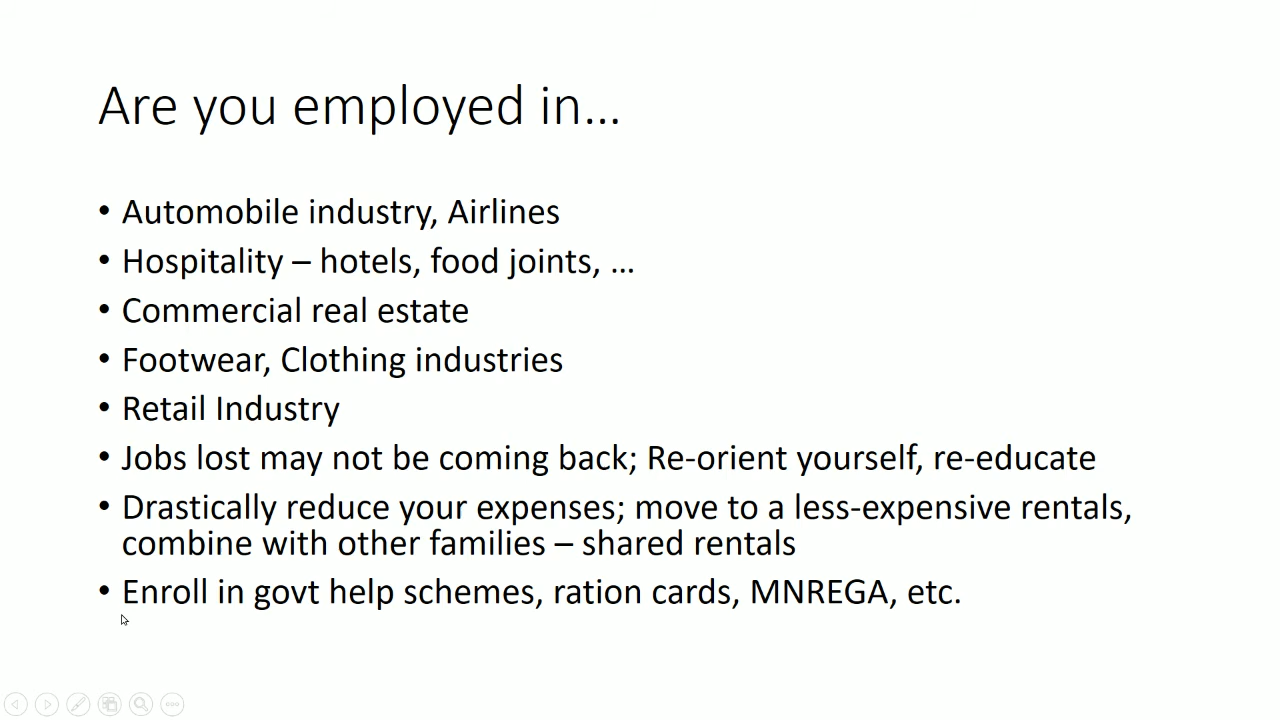 Are you employed in...
• Automobile industry, Airlines
• Hospitality – hotels, food joints, ...
• Commercial real estate
• Footwear, Clothing industries
• Retail Industry
• Jobs lost may not be coming back; Re-orient yourself, re-educate
• Drastically reduce your expenses; move to a less-expensive rentals,
combine with other families – shared rentals
• Enroll in govt help schemes, ration cards, MNREGA, etc.